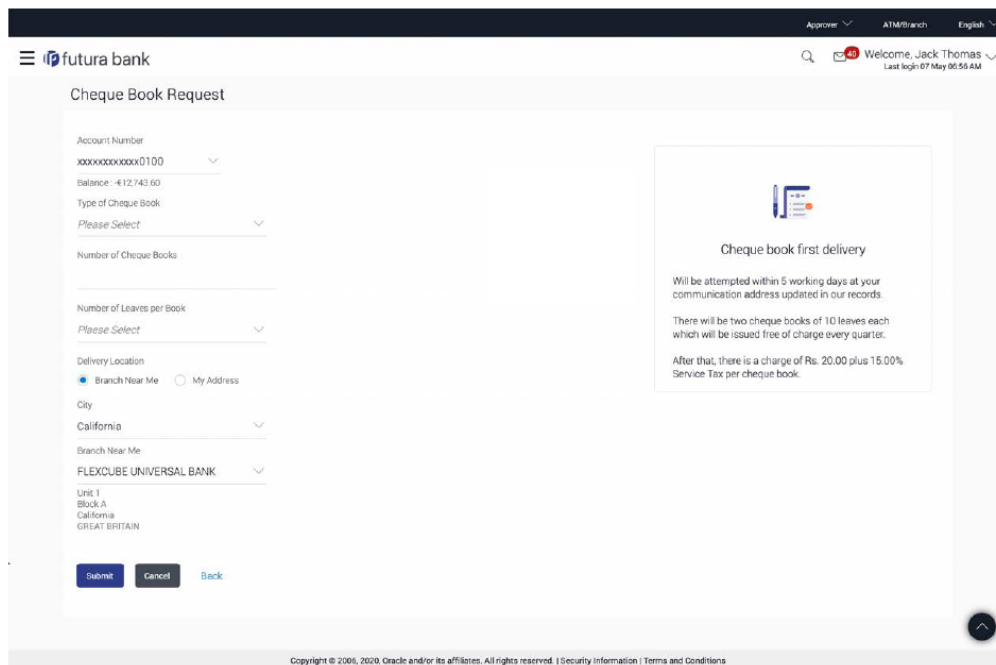 Approver ATM/Branch English
futura bank
40 Welcome, Jack Thomas
Last login 07 May 06:56 AM
Cheque Book Request
Account Number
xxxxxxxxxxxx0100
Balance : -€12,743.60
Type of Cheque Book
Please Select
Number of Cheque Books
Number of Leaves per Book
Please Select
Delivery Location
Branch Near Me My Address
City
California
Branch Near Me
FLEXCUBE UNIVERSAL BANK
Unit 1
Block A
California
GREAT BRITAIN
Submit Cancel Back
Cheque book first delivery
Will be attempted within 5 working days at your
communication address updated in our records.
There will be two cheque books of 10 leaves each
which will be issued free of charge every quarter.
After that, there is a charge of Rs. 20.00 plus 15.00%
Service Tax per cheque book.
Copyright © 2006, 2020, Oracle and/or its affiliates. All rights reserved. | Security Information | Terms and Conditions